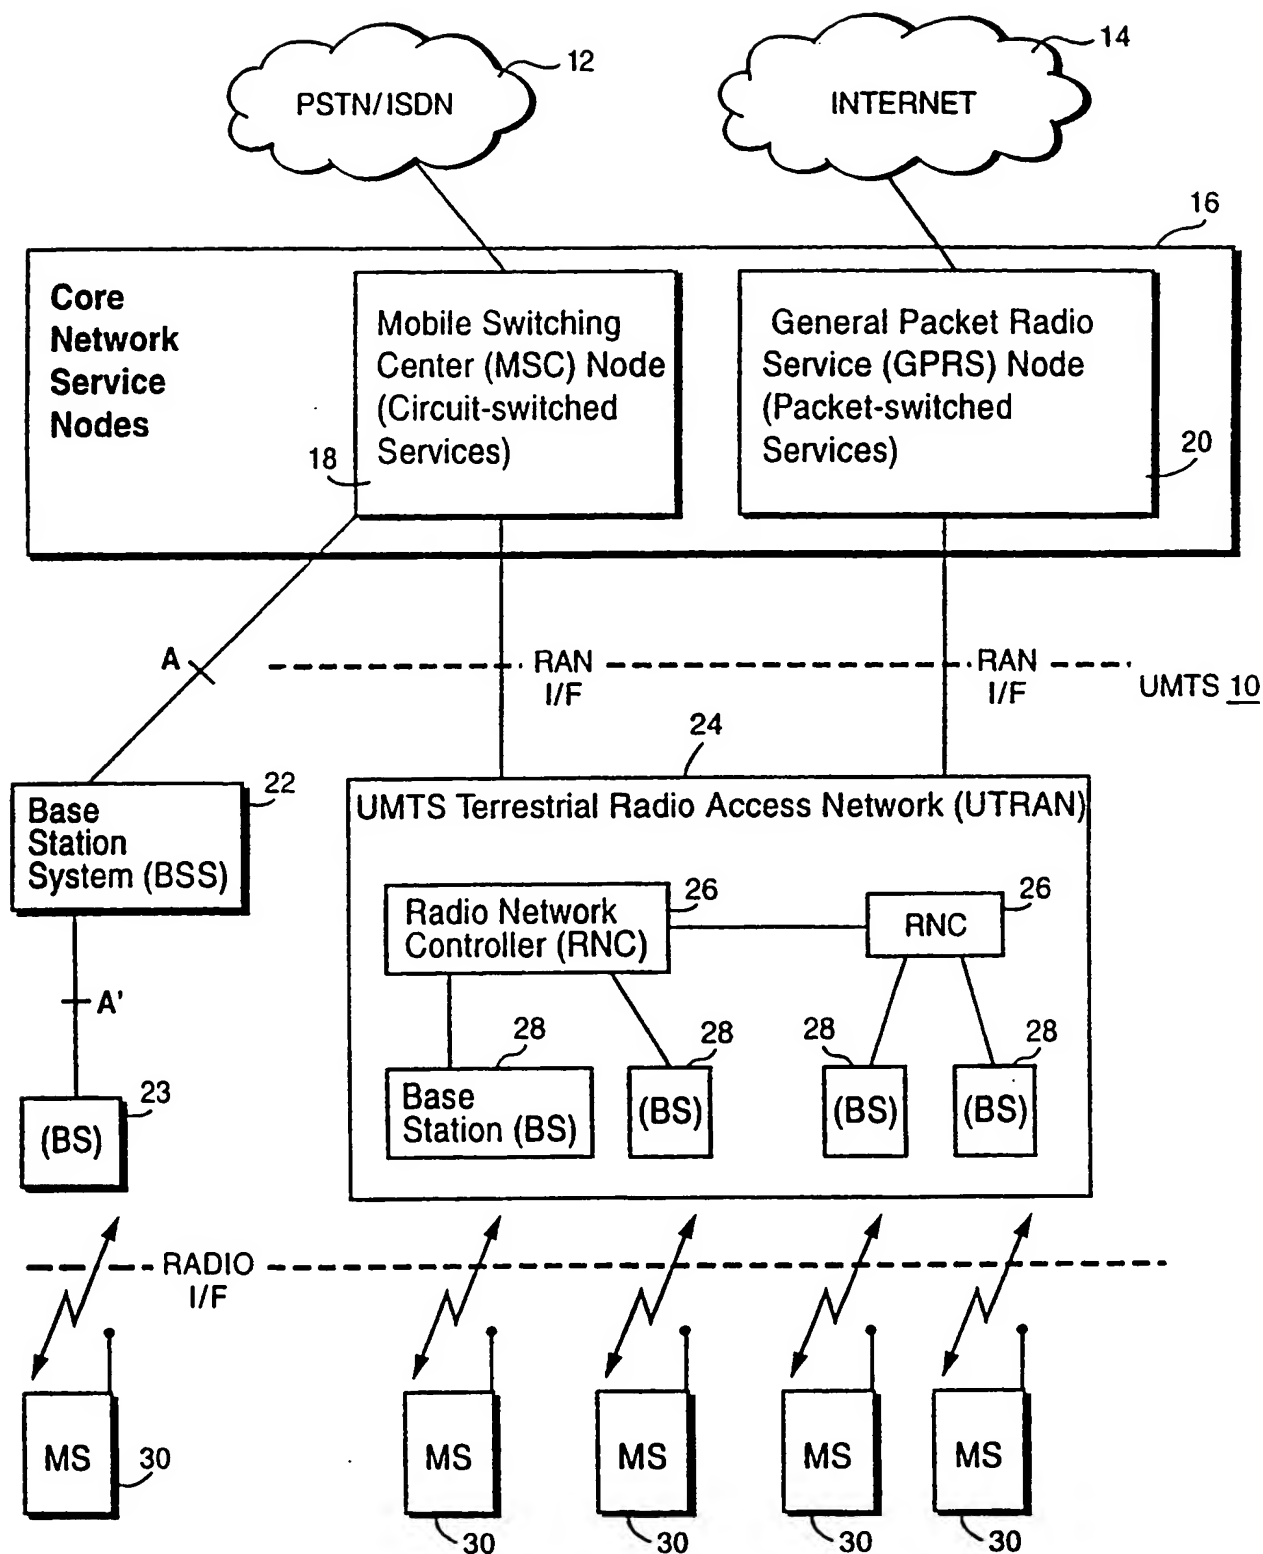 12
PSTN/ISDN
14
INTERNET
16
Core
Network
Service
Nodes
Mobile Switching
Center (MSC) Node
(Circuit-switched
Services)
18
General Packet Radio
Service (GPRS) Node
(Packet-switched
Services)
20
A
RAN
I/F
RAN
I/F
UMTS 10
24
22
Base
Station
System (BSS)
UMTS Terrestrial Radio Access Network (UTRAN)
26
Radio Network
Controller (RNC)
26
RNC
A'
28
Base
Station (BS)
28
(BS)
28
(BS)
28
(BS)
23
(BS)
RADIO
I/F
MS
30
MS
30
MS
30
MS
30
MS
30